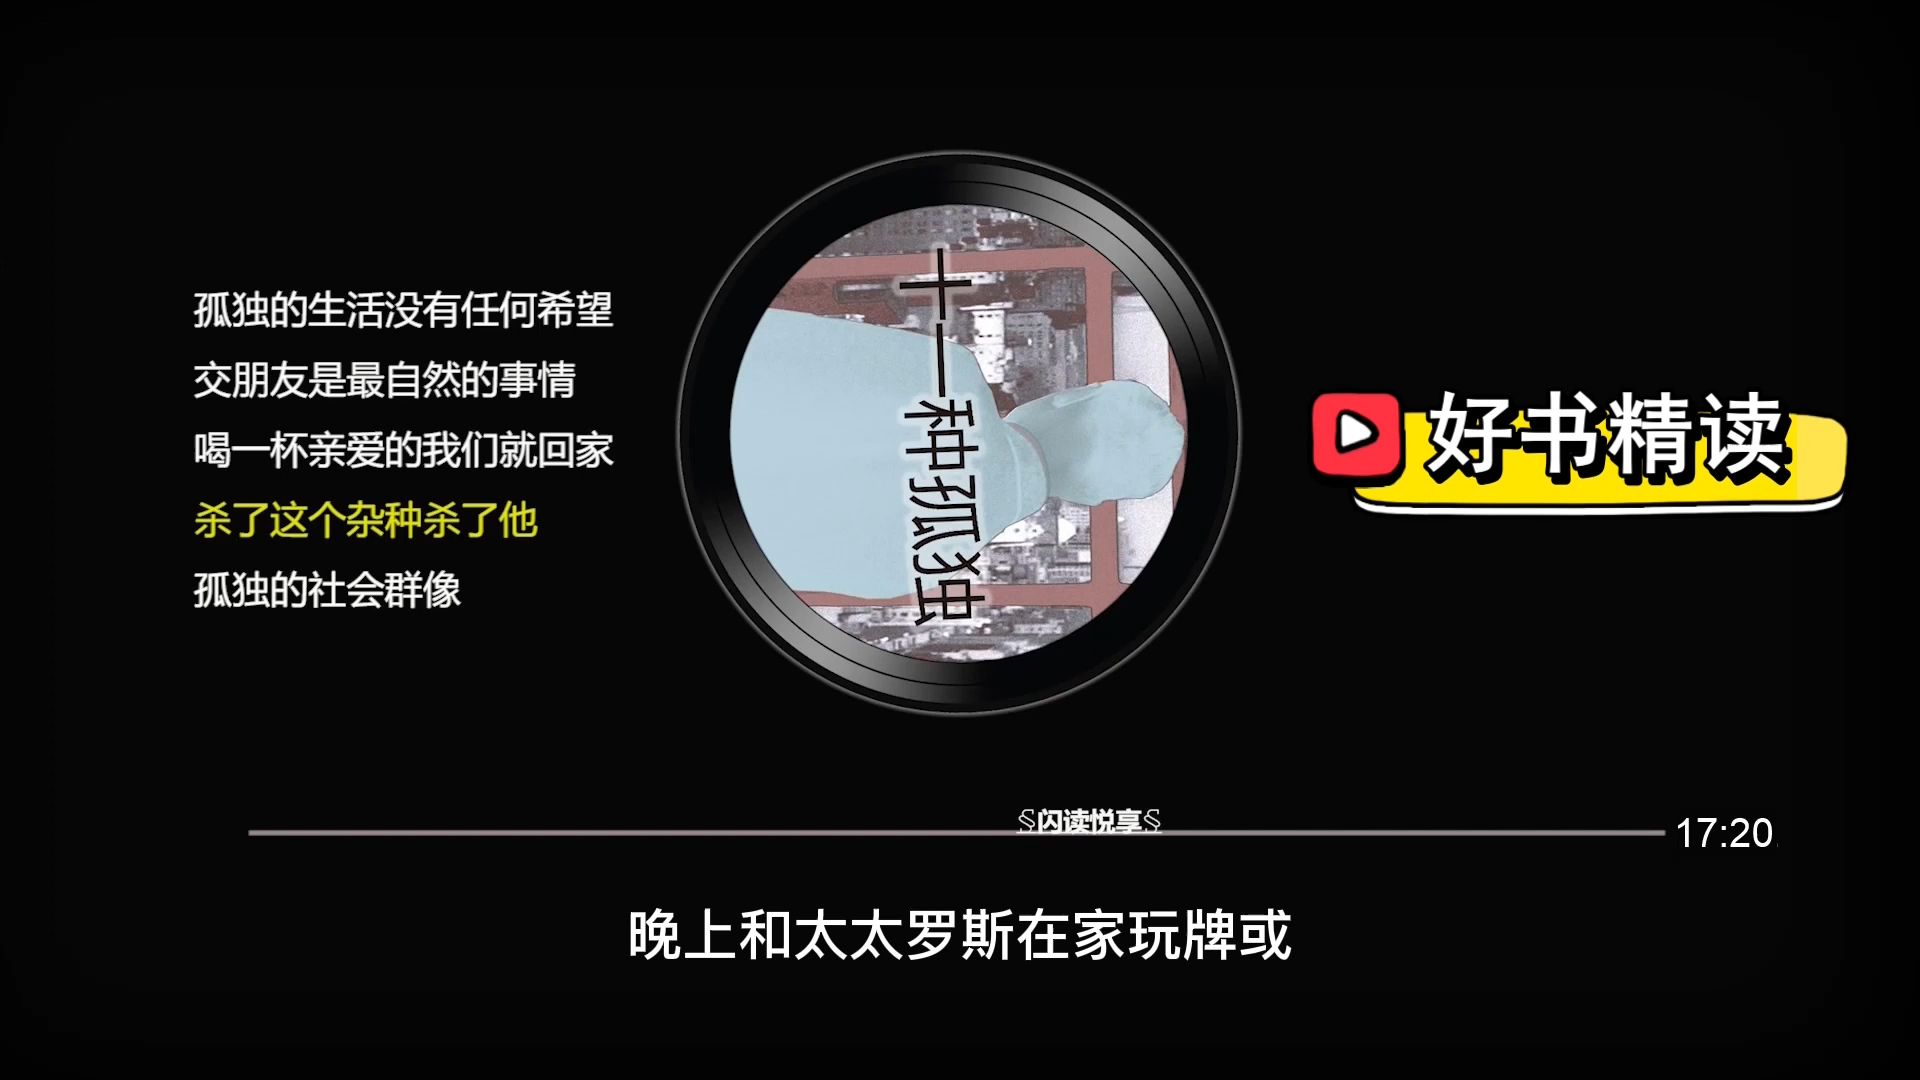 孤独的生活没有任何希望
交朋友是最自然的事情
喝一杯亲爱的我们就回家
杀了这个杂种杀了他
孤独的社会群像
十一种孤独
好书精读
§闪读悦享§
17:20
晚上和太太罗斯在家玩牌或